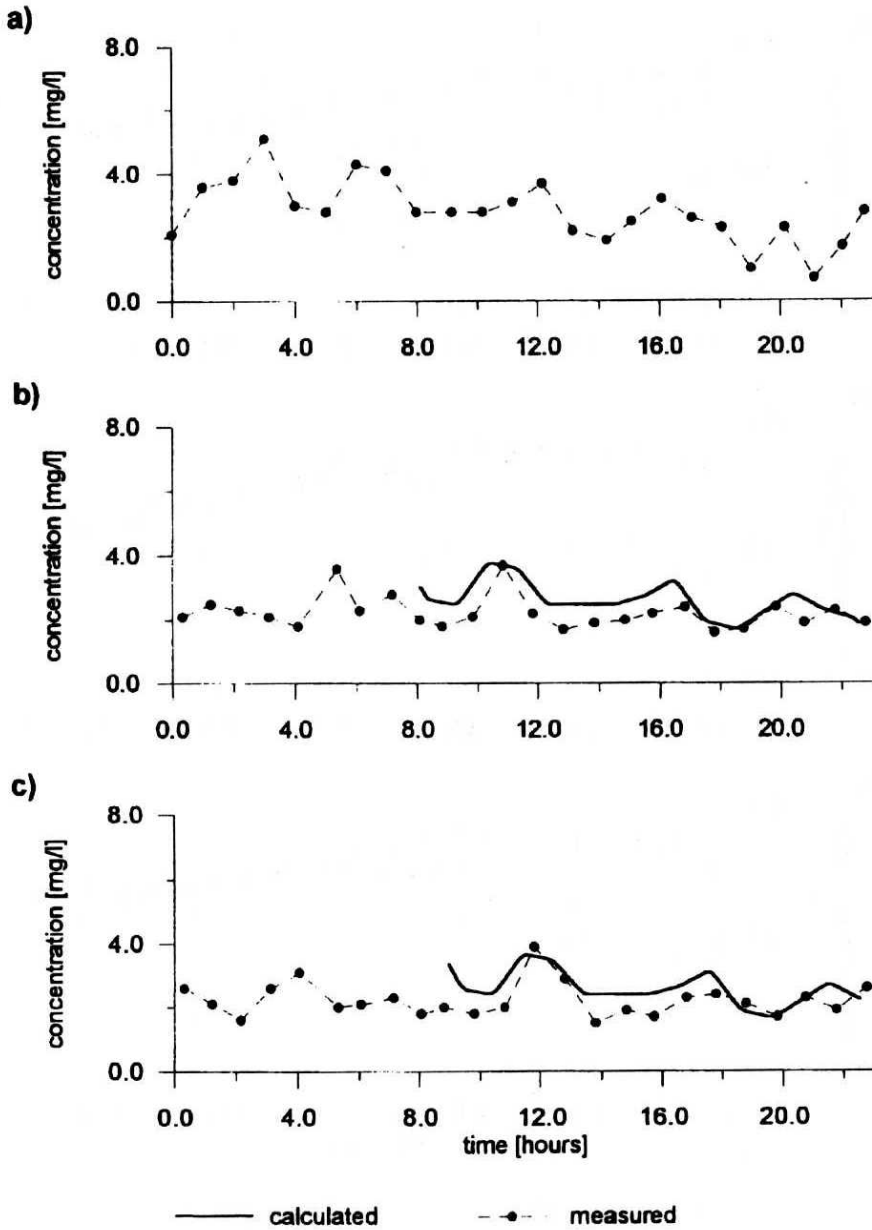 a)
concentration [mg/l]
8.0
4.0
0.0
0.0 4.0 8.0 12.0 16.0 20.0
b)
concentration [mg/l]
8.0
4.0
0.0
0.0 4.0 8.0 12.0 16.0 20.0
c)
concentration [mg/l]
8.0
4.0
0.0
0.0 4.0 8.0 12.0 16.0 20.0
time [hours]
calculated measured